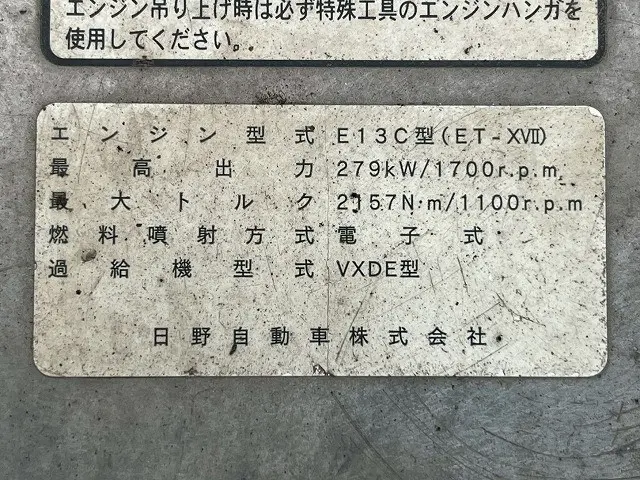 エンジン吊り上げ時は必ず特殊工具のエンジンハンガを
使用してください。
エンジン型式 E13C型(ET-XVII)
最高出力 279kW/1700r.p.m
最大トルク 2157N·m/1100r.p.m
燃料噴射方式 電子式
過給機型式 VXDE型
日野自動車株式会社